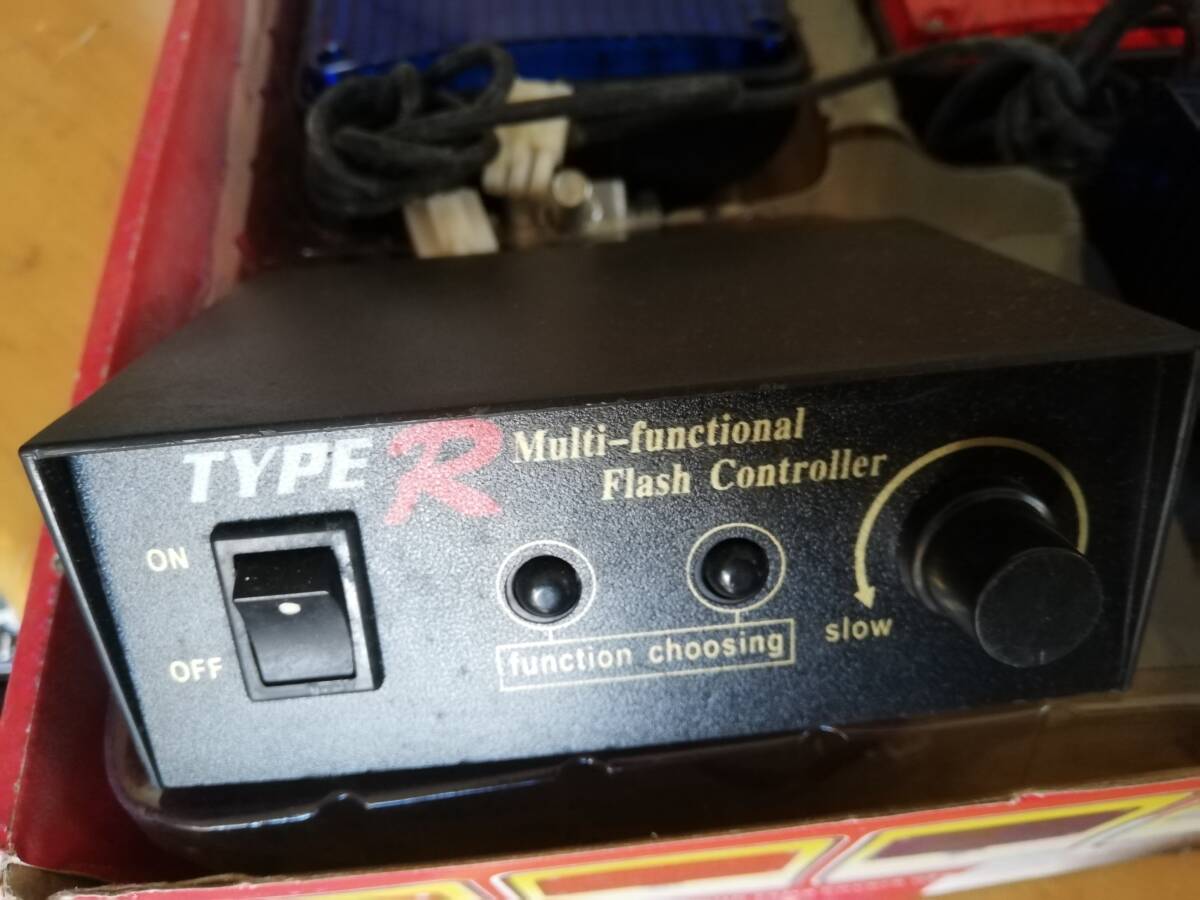 TYPE R
Multi-functional
Flash Controller
ON
OFF
function choosing
slow